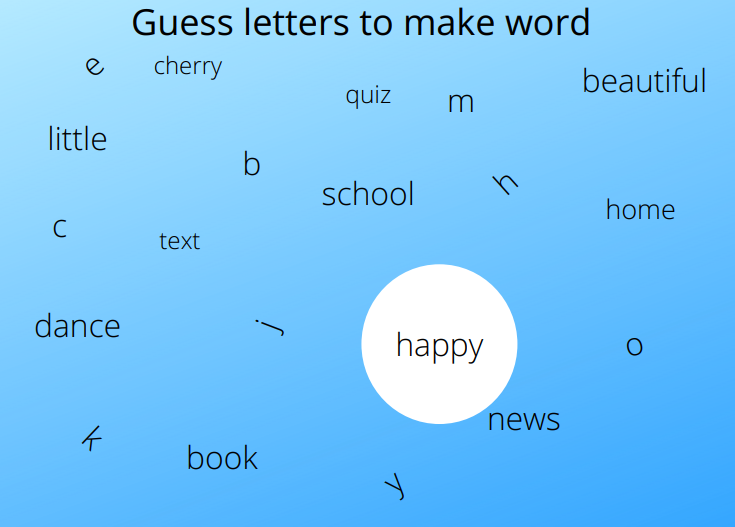 Guess letters to make word
e
cherry
quiz
m
beautiful
little
b
school
h
home
c
text
dance
j
happy
o
news
k
book
y